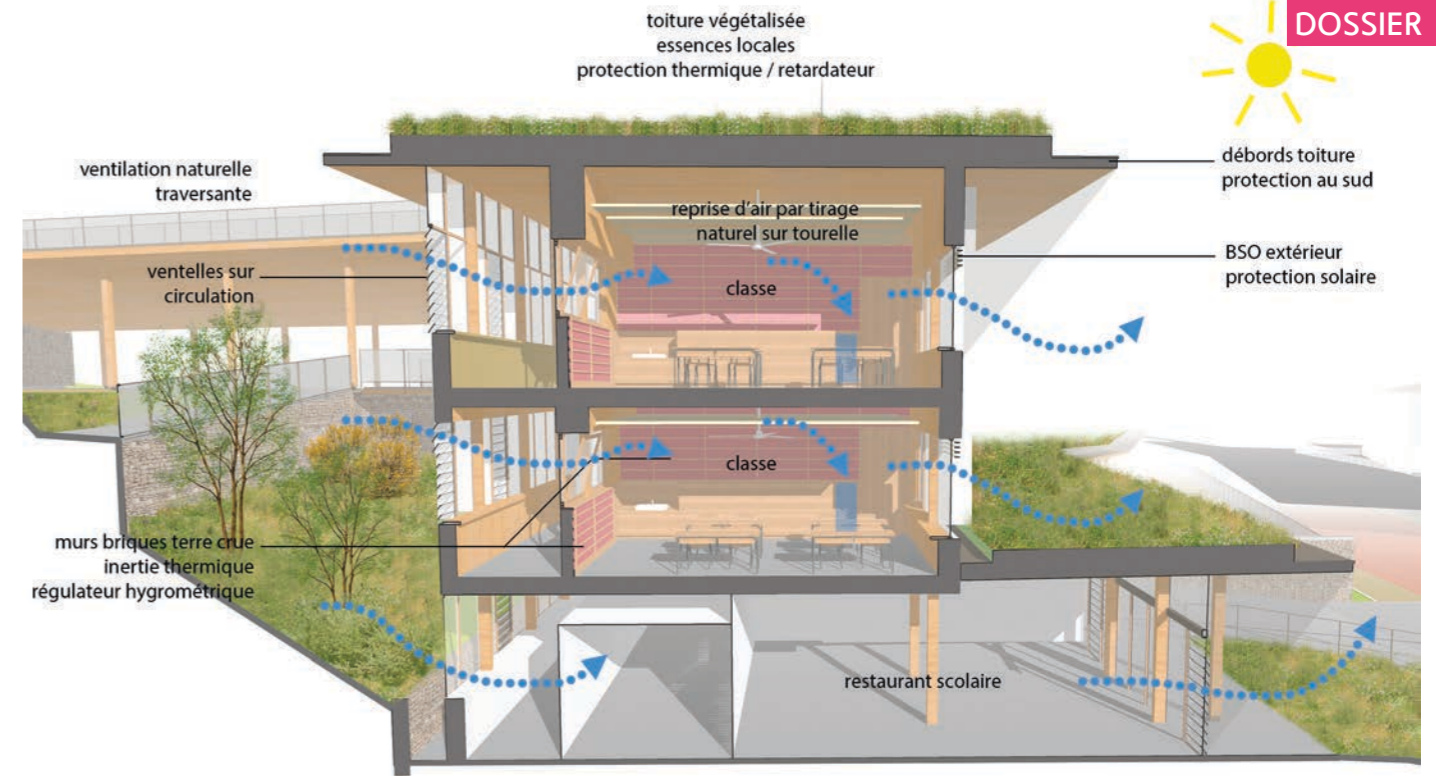 DOSSIER
toiture végétalisée
essences locales
protection thermique / retardateur
ventilation naturelle
traversante
débords toiture
protection au sud
reprise d'air par tirage
naturel sur tourelle
ventelles sur
circulation
classe
BSO extérieur
protection solaire
classe
murs briques terre crue
inertie thermique
régulateur hygrométrique
restaurant scolaire